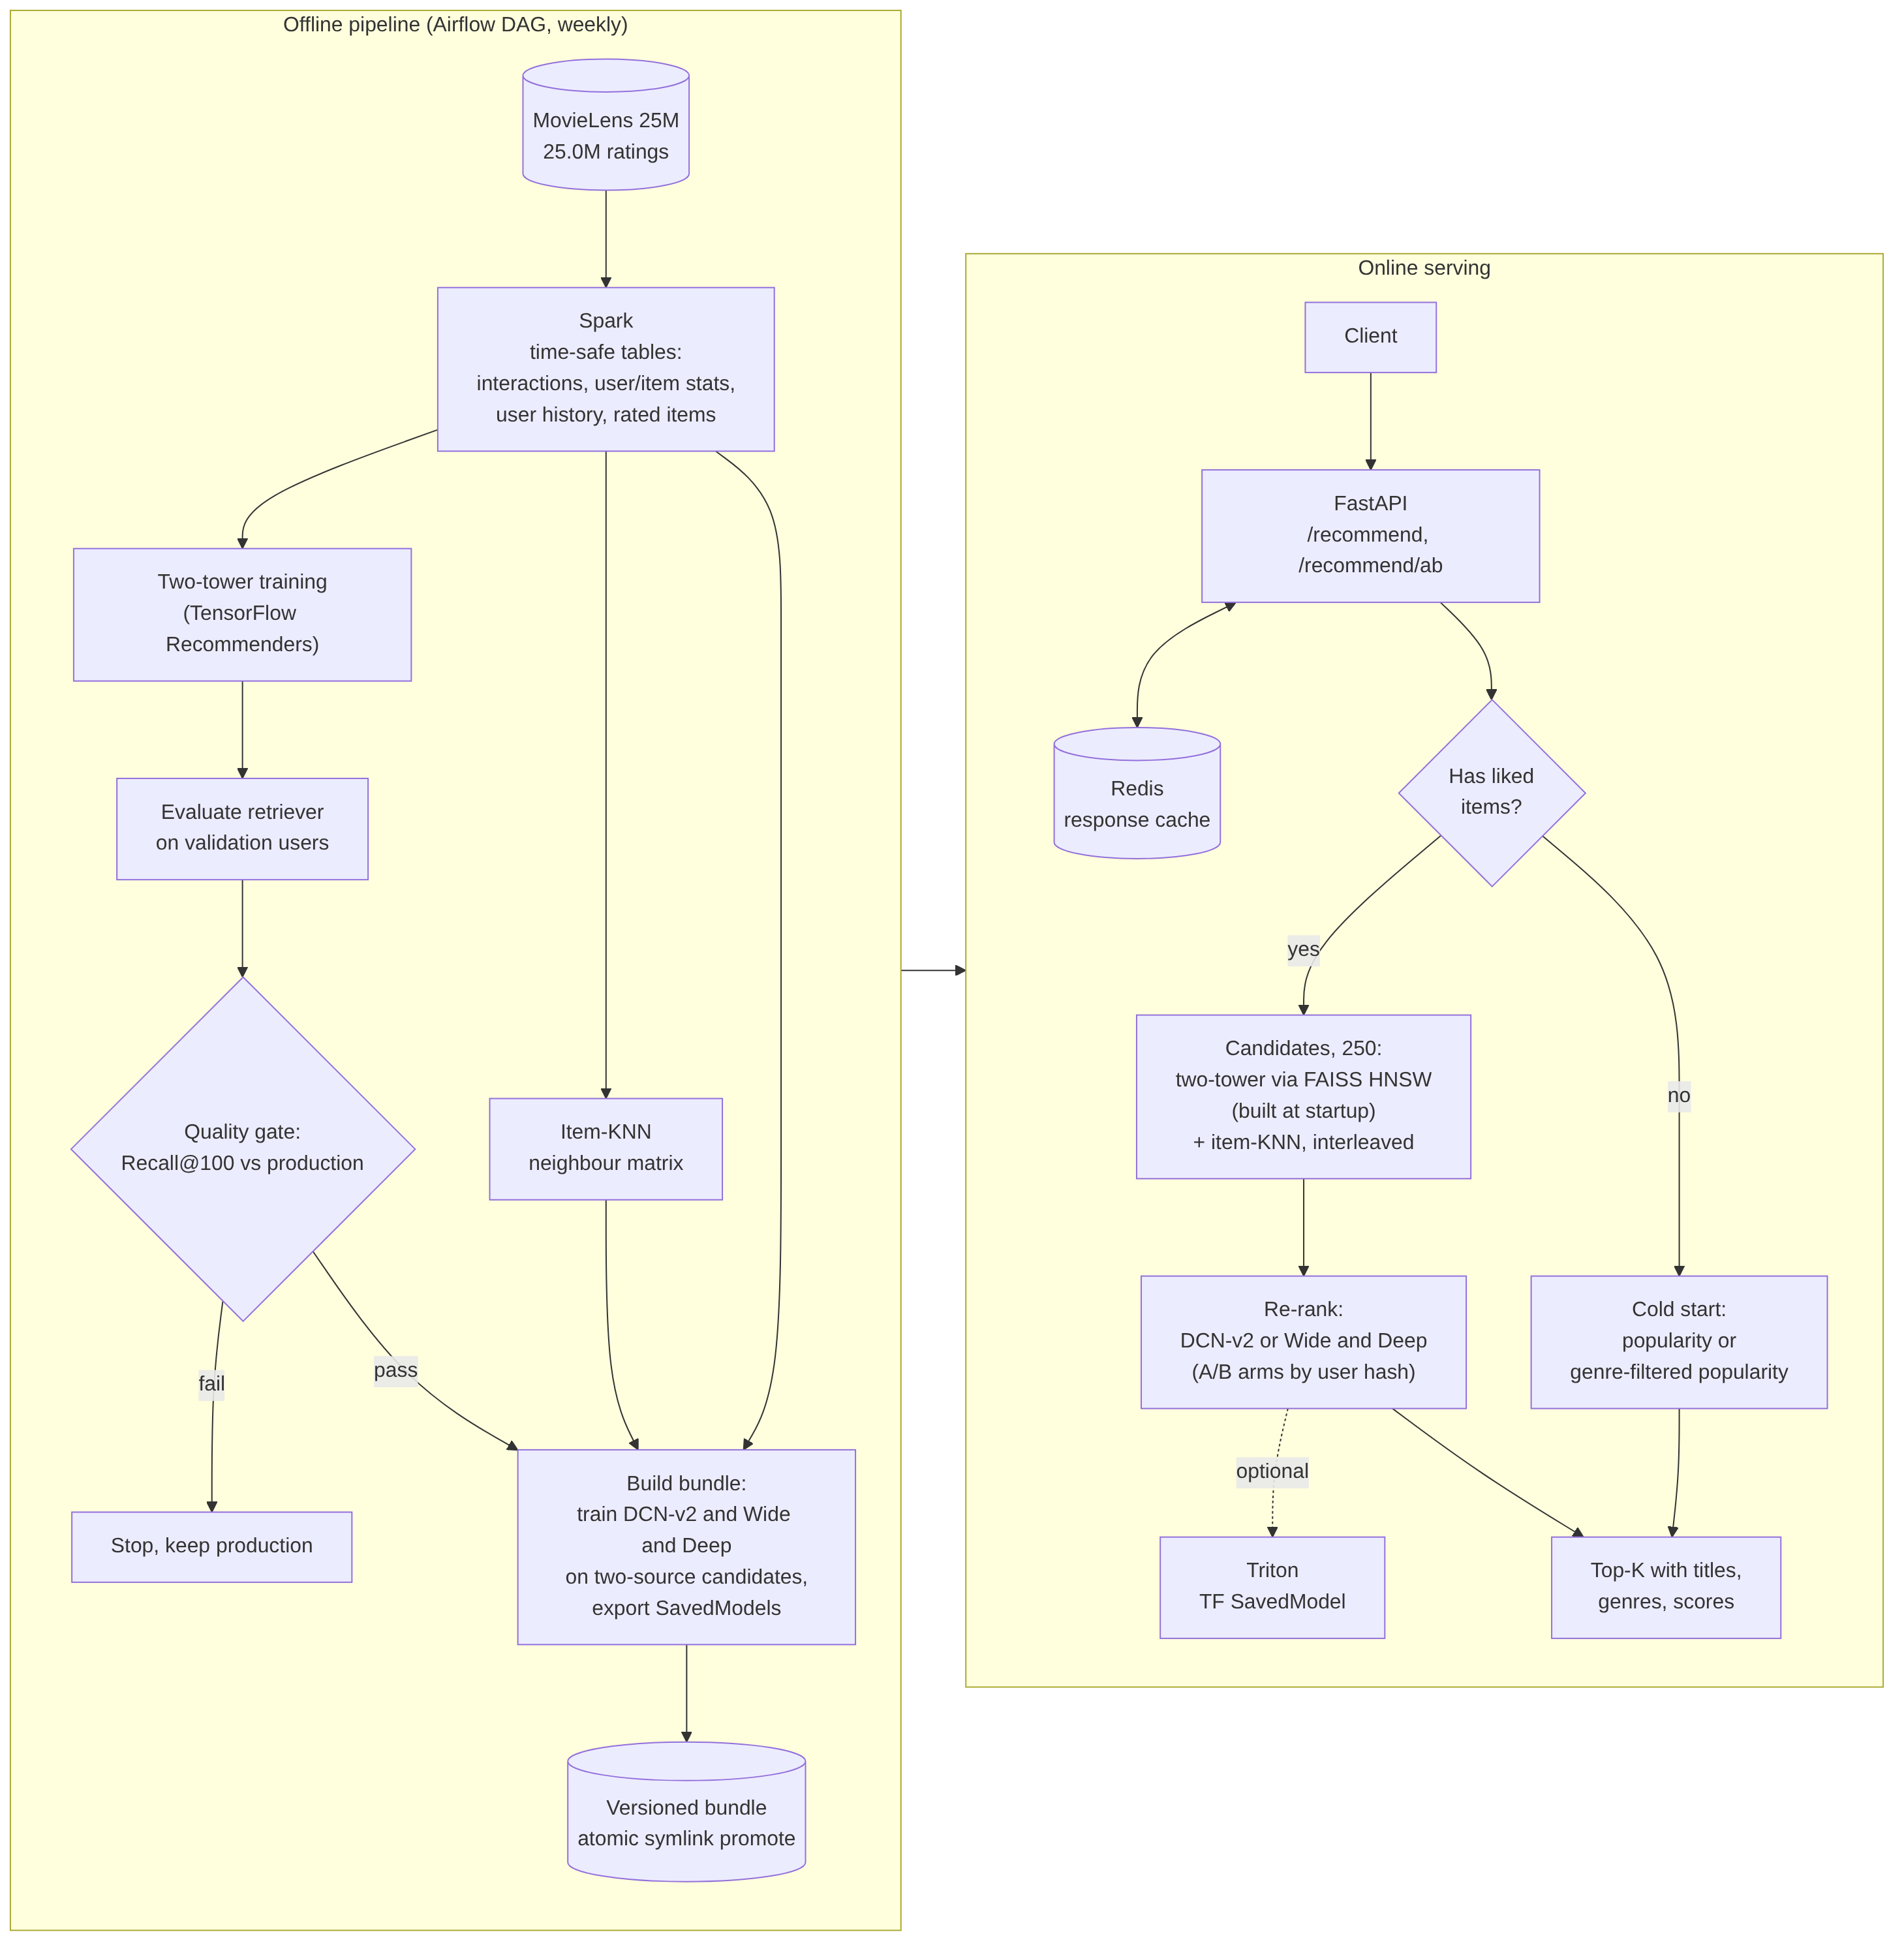 Offline pipeline (Airflow DAG, weekly)
MovieLens 25M
25.0M ratings
Spark
time-safe tables:
interactions, user/item stats,
user history, rated items
Two-tower training
(TensorFlow
Recommenders)
Evaluate retriever
on validation users
Quality gate:
Recall@100 vs production
Item-KNN
neighbour matrix
fail
pass
Stop, keep production
Build bundle:
train DCN-v2 and Wide
and Deep
on two-source candidates,
export SavedModels
Versioned bundle
atomic symlink promote
Online serving
Client
FastAPI
/recommend,
/recommend/ab
Redis
response cache
Has liked
items?
yes
no
Candidates, 250:
two-tower via FAISS HNSW
(built at startup)
+ item-KNN, interleaved
Re-rank:
DCN-v2 or Wide and Deep
(A/B arms by user hash)
Cold start:
popularity or
genre-filtered popularity
optional
Triton
TF SavedModel
Top-K with titles,
genres, scores